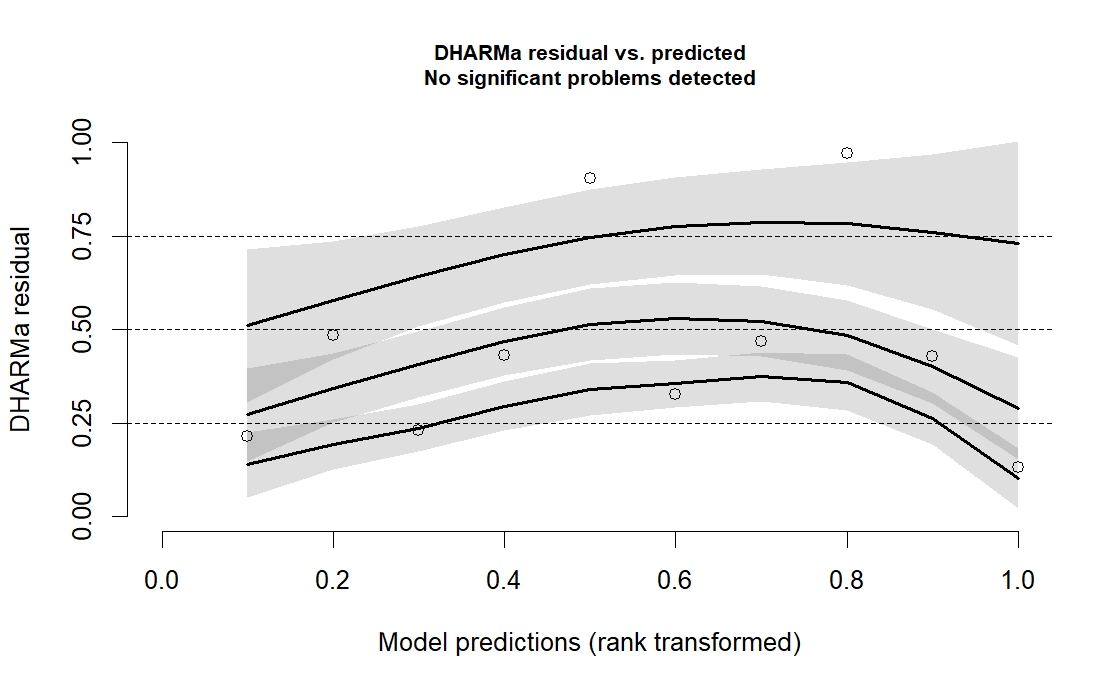 DHARMa residual vs. predicted
No significant problems detected
DHARMa residual
1.00
0.75
0.50
0.25
0.00
0.0 0.2 0.4 0.6 0.8 1.0
Model predictions (rank transformed)